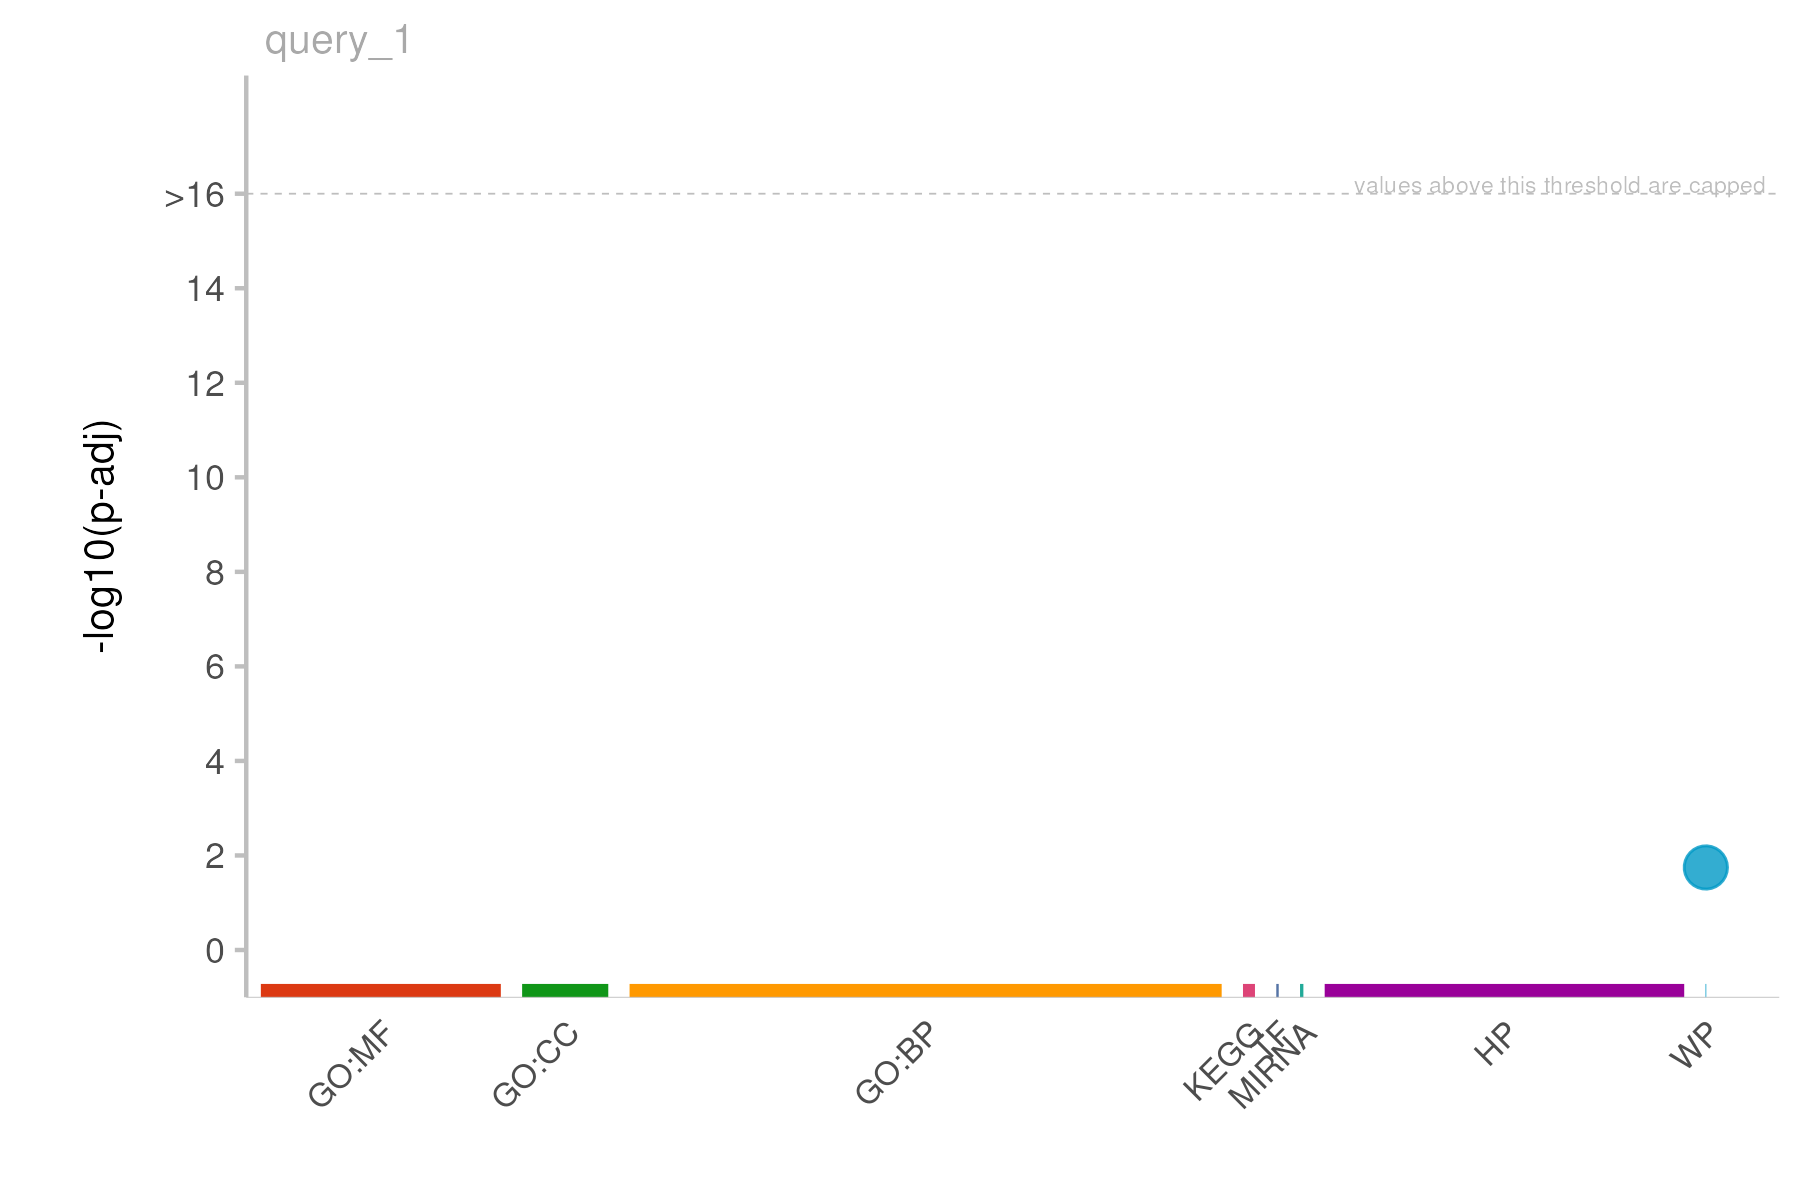 query_1
values above this threshold are capped
>16
14
12
10
8
6
4
2
0
-log10(p-adj)
GO:MF
GO:CC
GO:BP
KEGG
TF
MIRNA
HP
WP